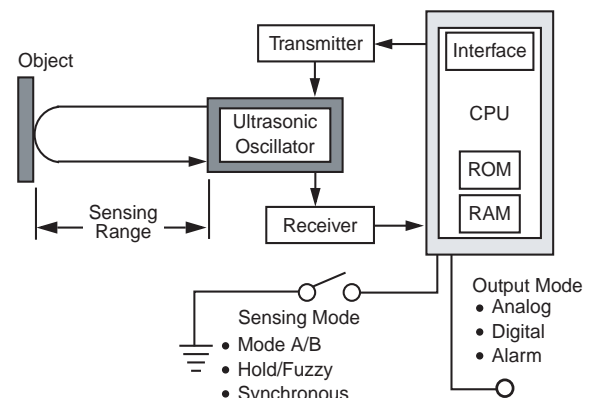 Object
Transmitter
Interface
CPU
Ultrasonic
Oscillator
ROM
RAM
Sensing
Range
Receiver
Sensing Mode
• Mode A/B
• Hold/Fuzzy
• Synchronous
Output Mode
• Analog
• Digital
• Alarm